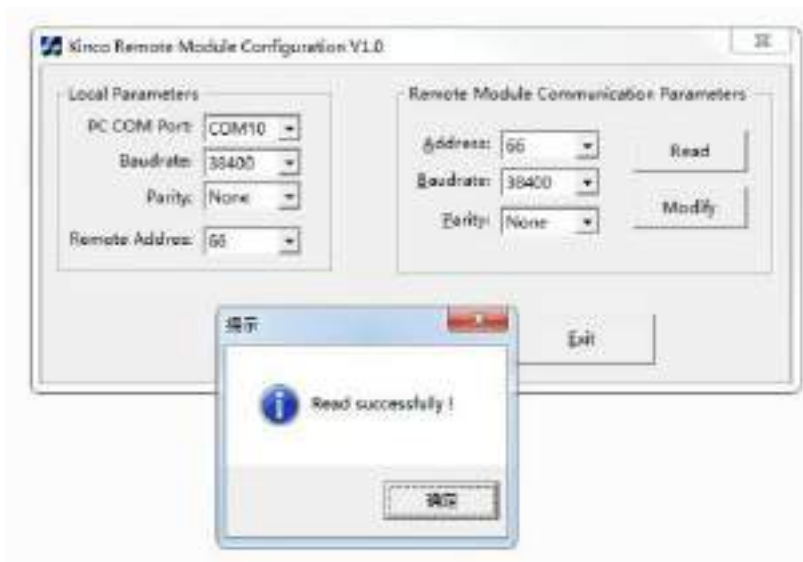 Kinco Remote Module Configuration V1.0
Local Parameters
PC COM Port: COM10
Baudrate: 38400
Parity: None
Remote Addres: 66
Remote Module Communication Parameters
Address: 66
Baudrate: 38400
Parity: None
Read
Modify
Exit
提示
Read successfully !
确定